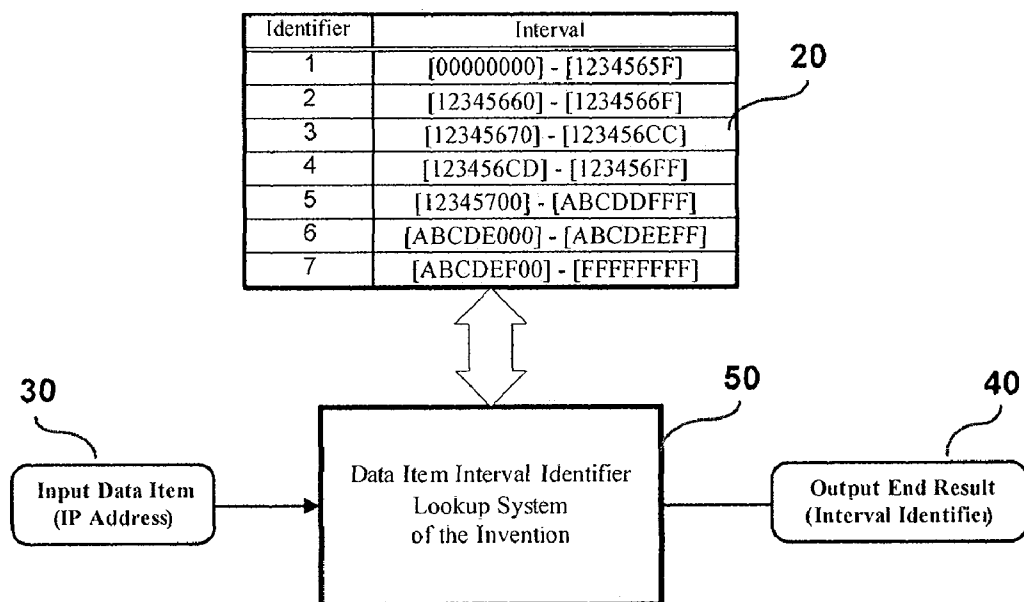 Identifier Interval
1 [00000000] - [1234565F]
2 [12345660] - [1234566F]
3 [12345670] - [123456CC]
4 [123456CD] - [123456FF]
5 [12345700] - [ABCDDFFF]
6 [ABCDE000] - [ABCDEEFF]
7 [ABCDEF00] - [FFFFFFFF]
20
30
50
40
Input Data Item
(IP Address)
Data Item Interval Identifier
Lookup System
of the Invention
Output End Result
(Interval Identifier)